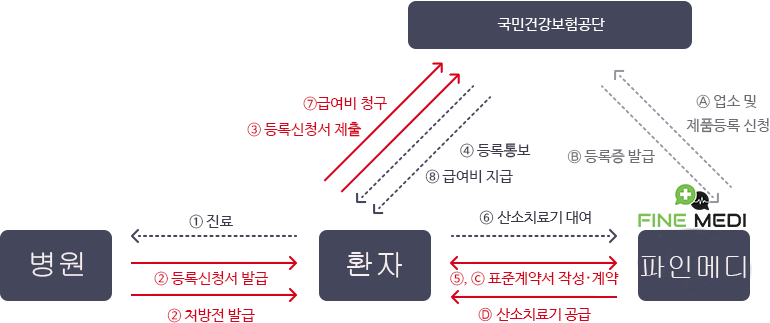 국민건강보험공단
⑦급여비 청구
③ 등록신청서 제출
Ⓐ 업소 및
제품등록 신청
④ 등록통보
⑧ 급여비 지급
Ⓑ 등록증 발급
FINE MEDI
① 진료
⑥ 산소치료기 대여
병원
환자
파인메디
② 등록신청서 발급
⑤, Ⓒ 표준계약서 작성·계약
② 처방전 발급
Ⓓ 산소치료기 공급